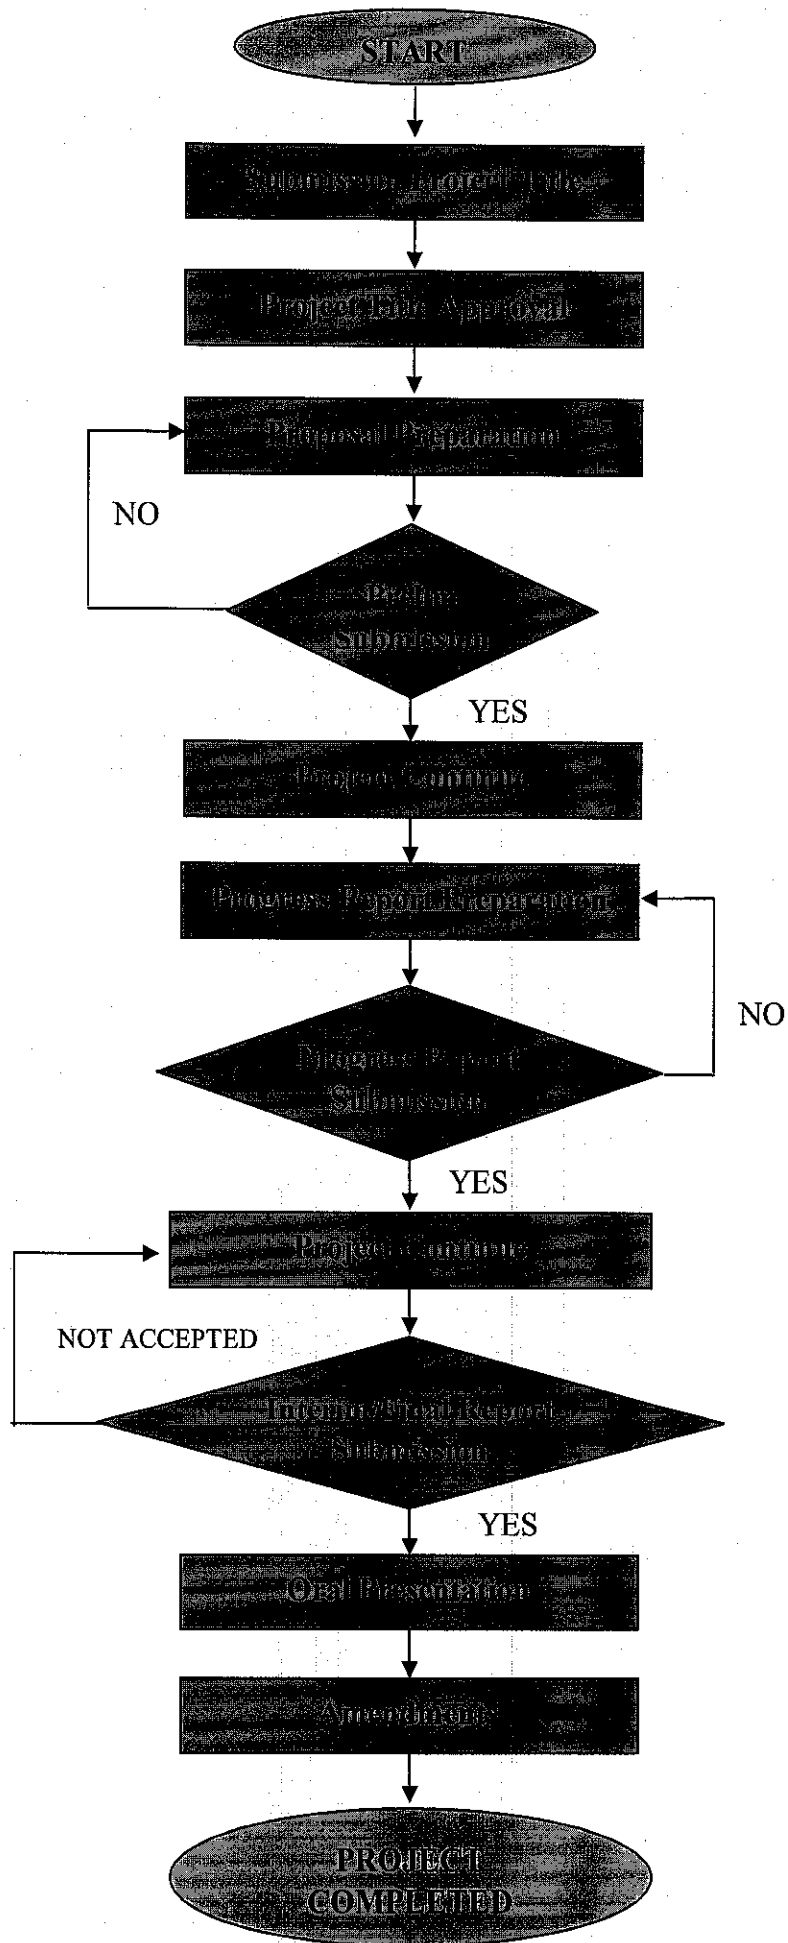 START
Submission Project Title
Project Title Approval
Proposal Preparation
NO
Submission
YES
Project Continue
Progress Report Preparation
NO
Progress Report
Submission
YES
Project Continue
NOT ACCEPTED
Interim/Final Report
Submission
YES
Oral Presentation
Amendment
PROJECT
COMPLETED